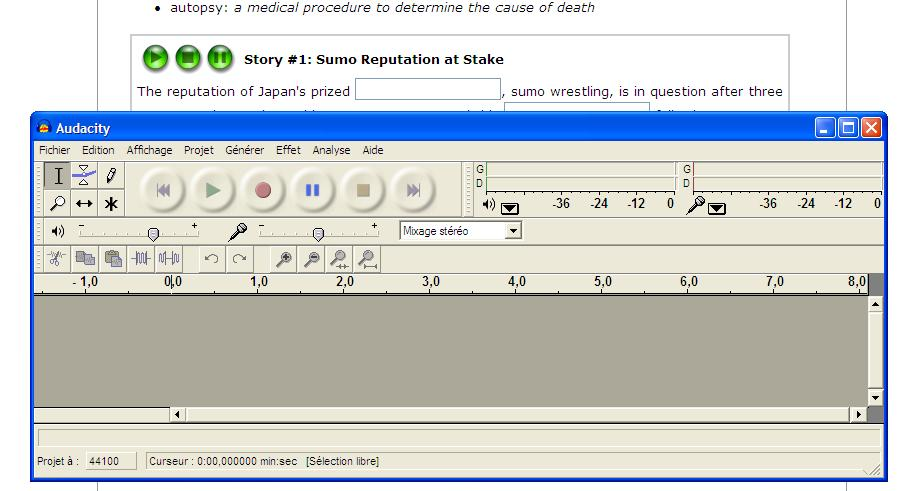 • autopsy: a medical procedure to determine the cause of death
Story #1: Sumo Reputation at Stake
The reputation of Japan's prized , sumo wrestling, is in question after three
Audacity
Fichier Edition Affichage Projet Générer Effet Analyse Aide
G G
D D
-36 -24 -12 0 -36 -24 -12 0
- + - + Mixage stéréo
- 1,0 0,0 1,0 2,0 3,0 4,0 5,0 6,0 7,0 8,0
Projet à : 44100 Curseur : 0:00,000000 min:sec [Sélection libre]